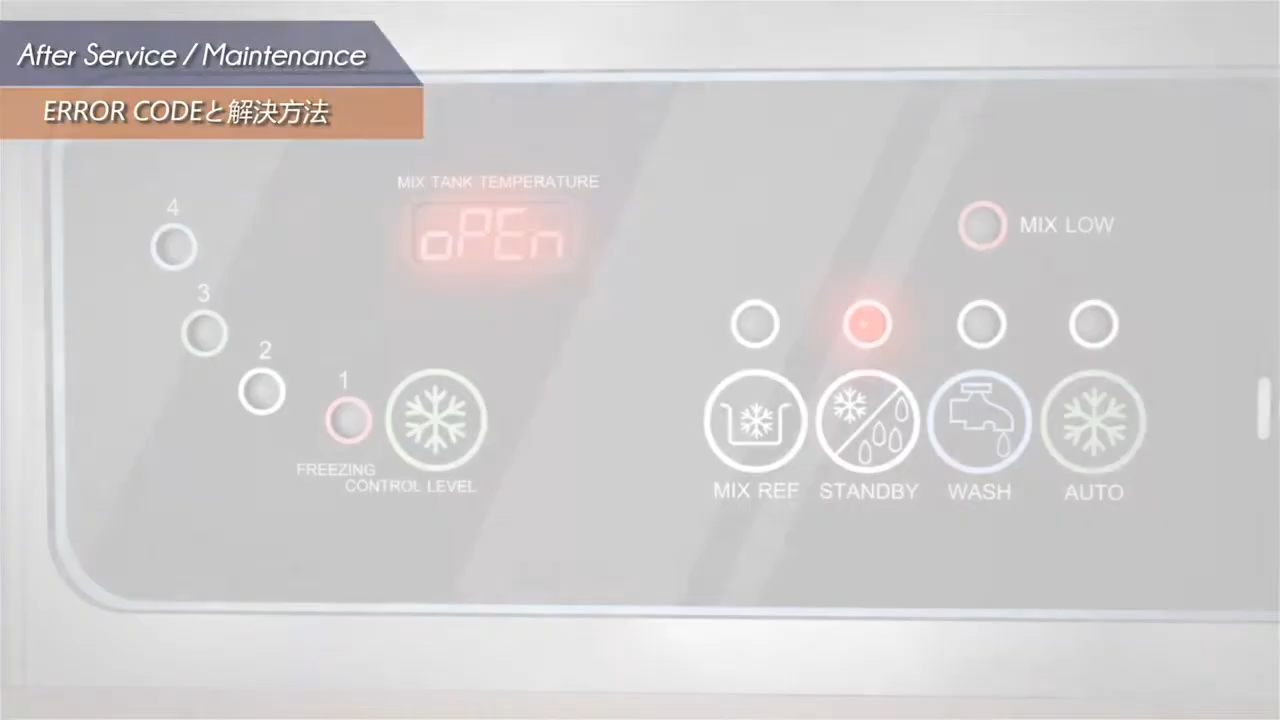 After Service / Maintenance
ERROR CODEと解決方法
MIX TANK TEMPERATURE
oPEn
4
3
2
1
FREEZING
CONTROL LEVEL
MIX LOW
MIX REF
STANDBY
WASH
AUTO